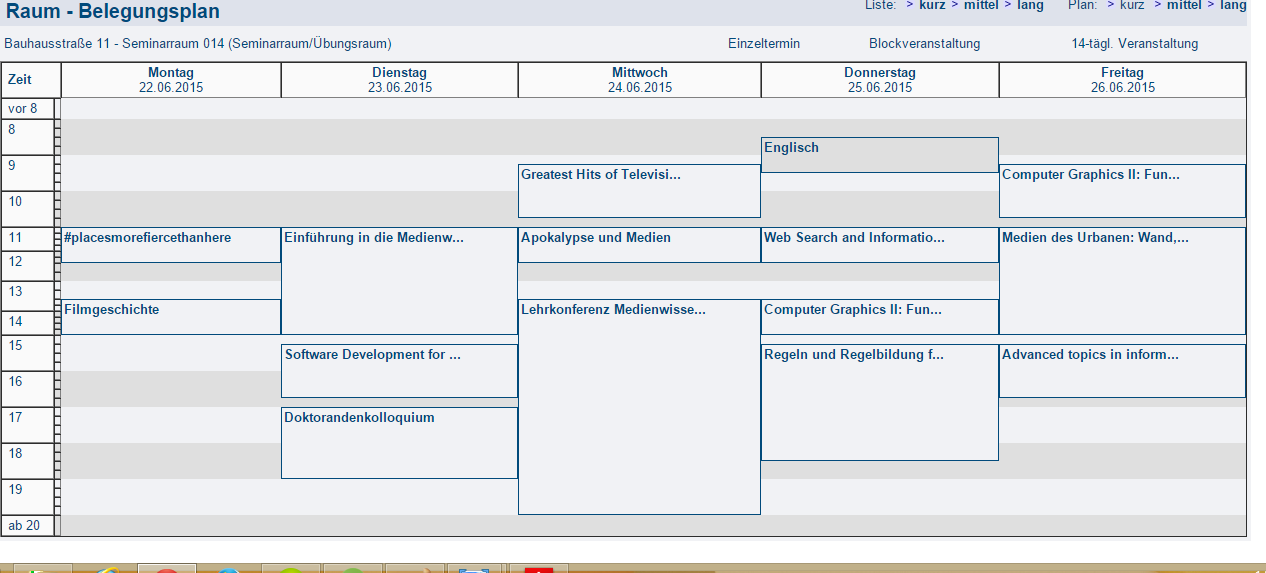 Raum - Belegungsplan
Liste: > kurz > mittel > lang Plan: > kurz > mittel > lang
Bauhausstraße 11 - Seminarraum 014 (Seminarraum/Übungsraum) Einzeltermin Blockveranstaltung 14-tägl. Veranstaltung
Zeit Montag Dienstag Mittwoch Donnerstag Freitag
22.06.2015 23.06.2015 24.06.2015 25.06.2015 26.06.2015
vor 8
8
Englisch
9
Greatest Hits of Televisi... Computer Graphics II: Fun...
10
11 #placesmorefiercethanhere Einführung in die Medienw... Apokalypse und Medien Web Search and Informatio... Medien des Urbanen: Wand,...
12
13
Filmgeschichte Lehrkonferenz Medienwisse... Computer Graphics II: Fun...
14
15
Software Development for ... Regeln und Regelbildung f... Advanced topics in inform...
16
17 Doktorandenkolloquium
18
19
ab 20